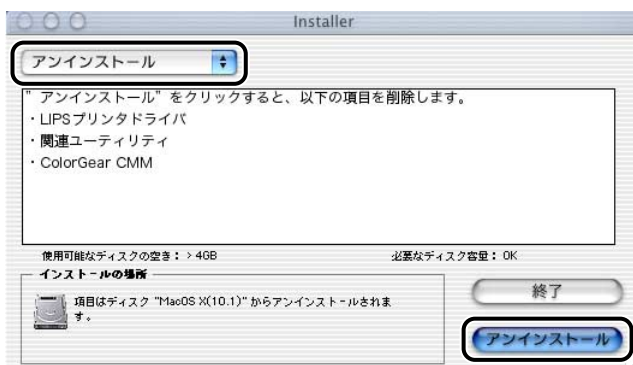 Installer
アンインストール
"アンインストール"をクリックすると、以下の項目を削除します。
・LIPSプリンタドライバ
・関連ユーティリティ
・ColorGear CMM
使用可能なディスクの空き：> 4GB
必要なディスク容量：0K
インストールの場所
項目はディスク "MacOS X(10.1)" からアンインストールされま
す。
終了
アンインストール